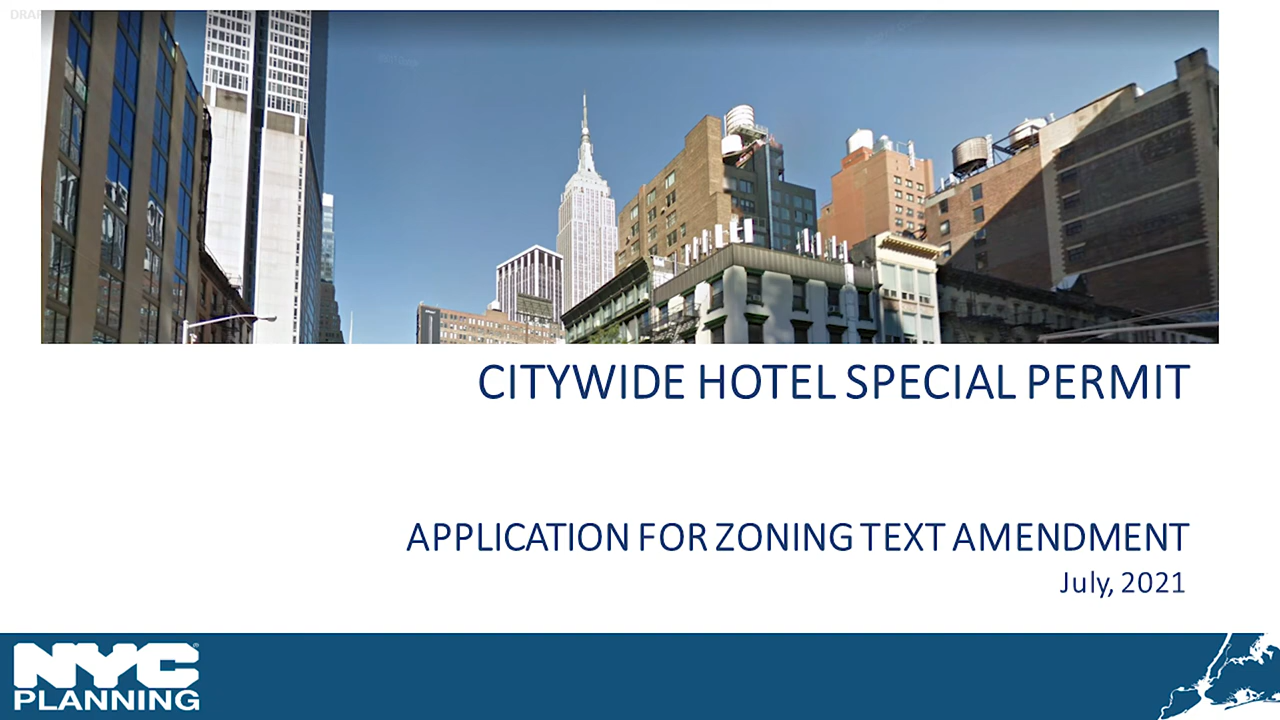 CITYWIDE HOTEL SPECIAL PERMIT
APPLICATION FOR ZONING TEXT AMENDMENT
July, 2021
NYC
PLANNING